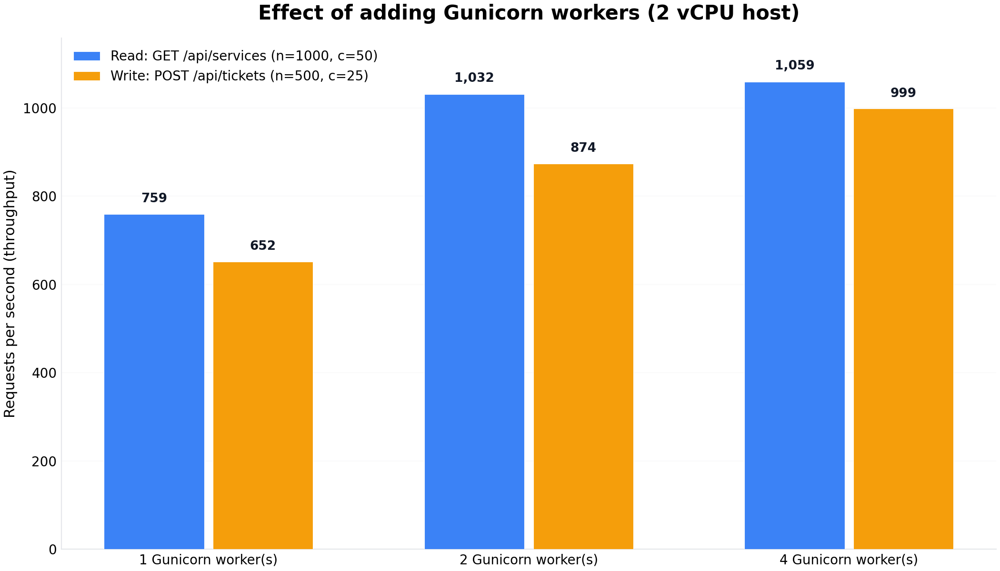 Effect of adding Gunicorn workers (2 vCPU host)
Read: GET /api/services (n=1000, c=50)
Write: POST /api/tickets (n=500, c=25)
Requests per second (throughput)
1000
800
600
400
200
0
759
652
1,032
874
1,059
999
1 Gunicorn worker(s)
2 Gunicorn worker(s)
4 Gunicorn worker(s)